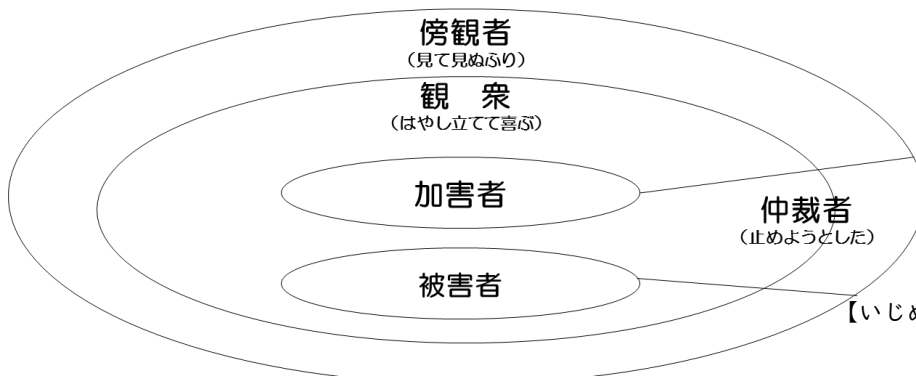 傍観者
（見て見ぬふり）
観　衆
（はやし立てて喜ぶ）
加害者
仲裁者
（止めようとした）
被害者
【いじめ